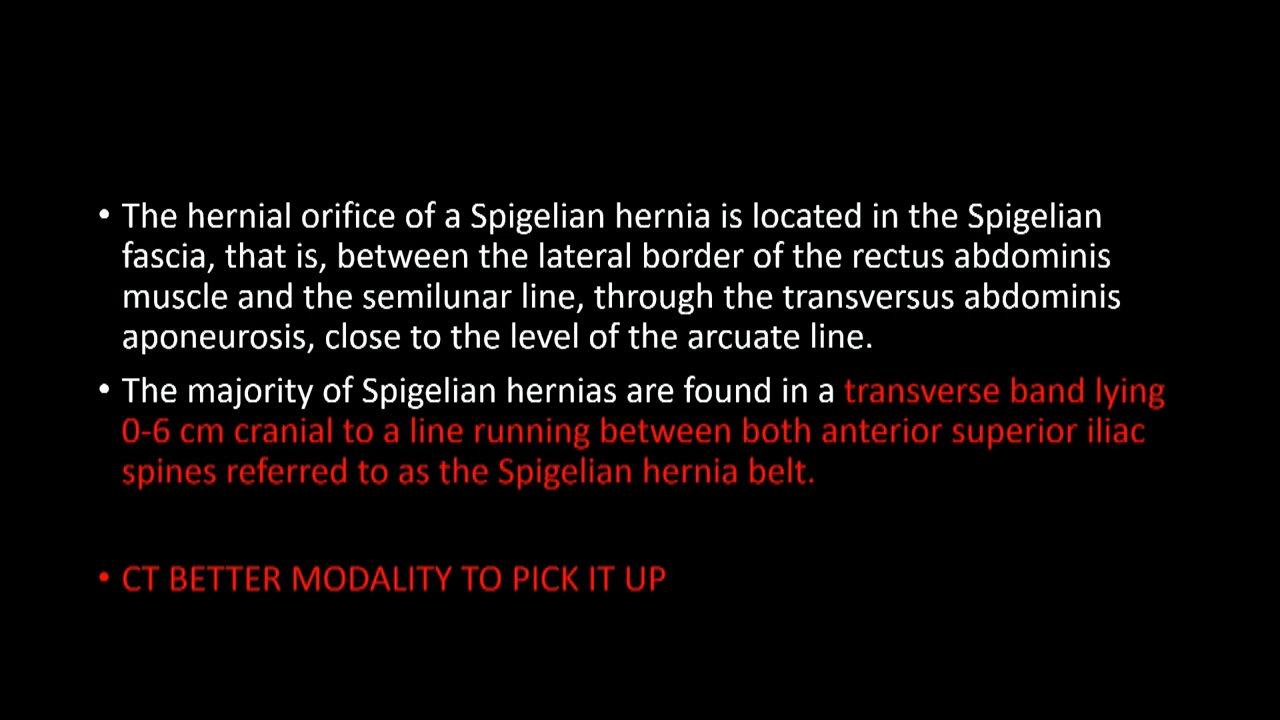 • The hernial orifice of a Spigelian hernia is located in the Spigelian
fascia, that is, between the lateral border of the rectus abdominis
muscle and the semilunar line, through the transversus abdominis
aponeurosis, close to the level of the arcuate line.
• The majority of Spigelian hernias are found in a transverse band lying
0-6 cm cranial to a line running between both anterior superior iliac
spines referred to as the Spigelian hernia belt.
• CT BETTER MODALITY TO PICK IT UP